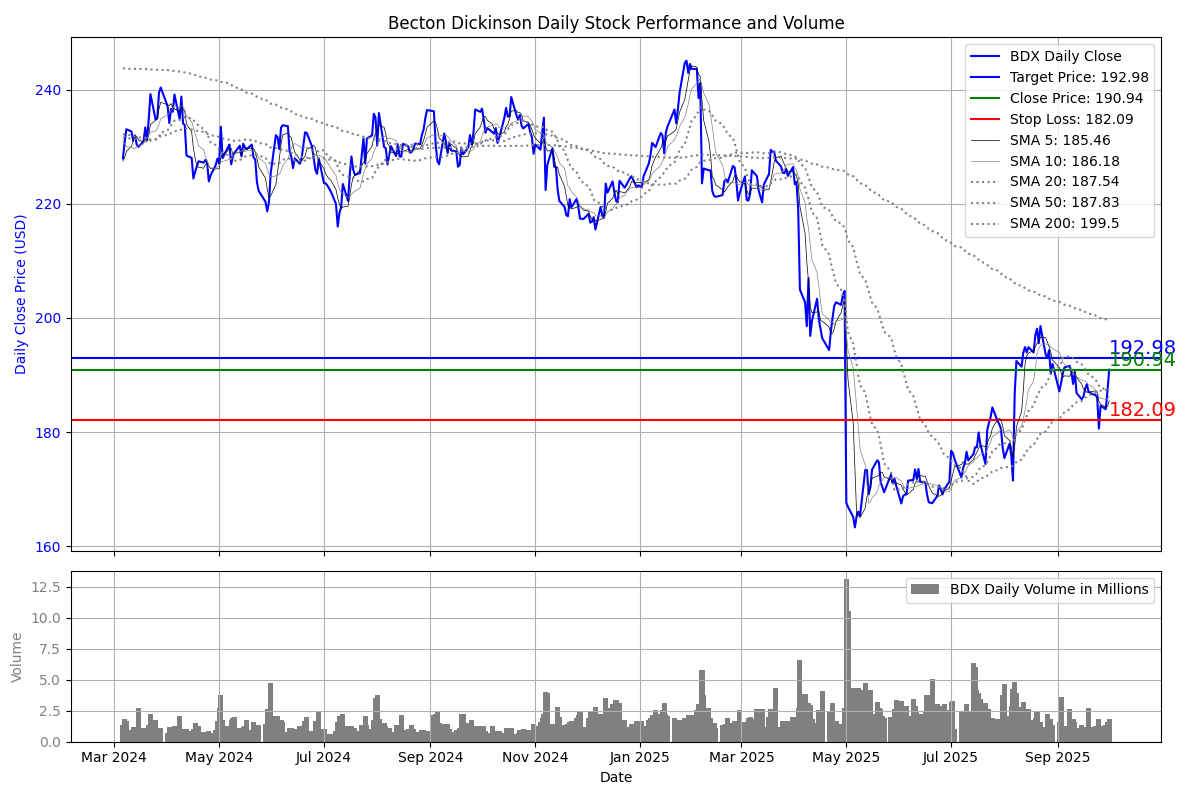 Becton Dickinson Daily Stock Performance and Volume
Daily Close Price (USD)
240
220
200
180
160
BDX Daily Close
Target Price: 192.98
Close Price: 190.94
Stop Loss: 182.09
SMA 5: 185.46
SMA 10: 186.18
SMA 20: 187.54
SMA 50: 187.83
SMA 200: 199.5
192.98
190.94
182.09
Volume
12.5
10.0
7.5
5.0
2.5
0.0
BDX Daily Volume in Millions
Mar 2024 May 2024 Jul 2024 Sep 2024 Nov 2024 Jan 2025 Mar 2025 May 2025 Jul 2025 Sep 2025
Date